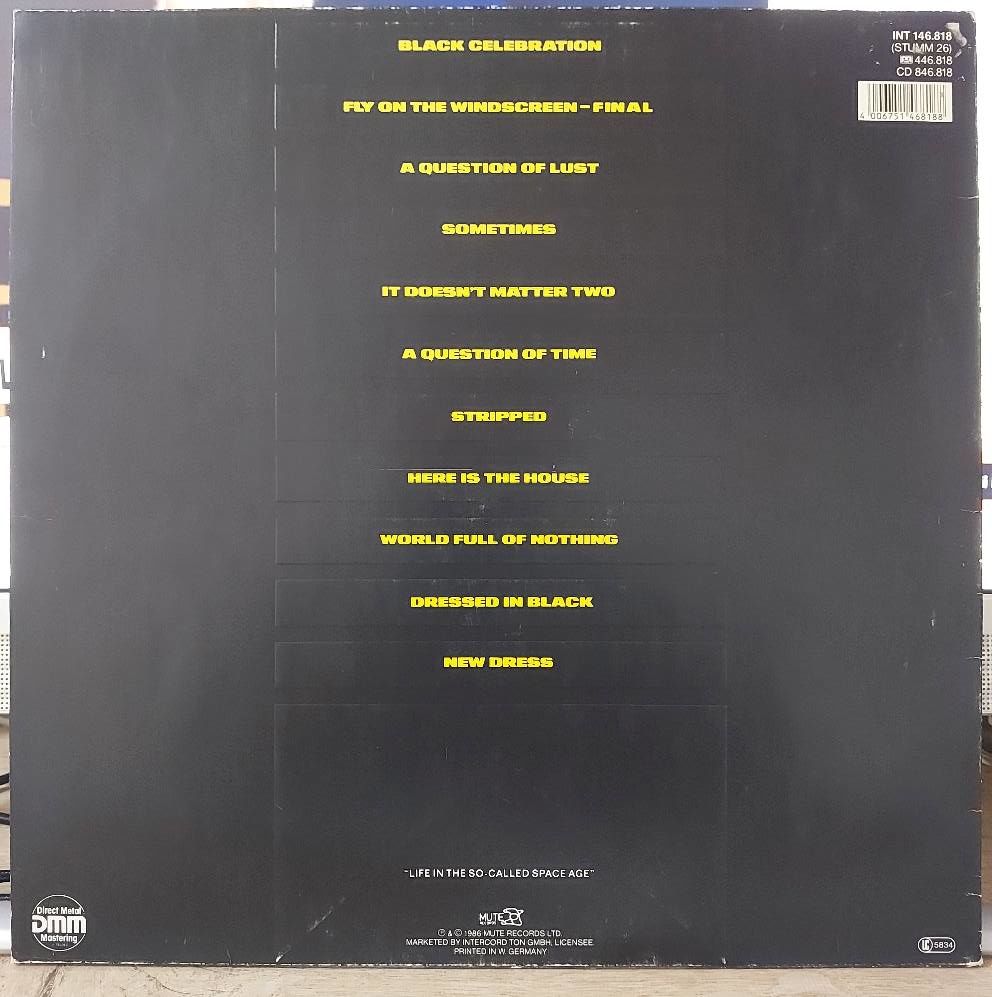 BLACK CELEBRATION
FLY ON THE WINDSCREEN – FINAL
A QUESTION OF LUST
SOMETIMES
IT DOESN'T MATTER TWO
A QUESTION OF TIME
STRIPPED
HERE IS THE HOUSE
WORLD FULL OF NOTHING
DRESSED IN BLACK
NEW DRESS
INT 146.818
(STUMM 26)
446.818
CD 846.818
4 006751 468188
"LIFE IN THE SO-CALLED SPACE AGE"
MUTE
℗ & © 1986 MUTE RECORDS LTD.
MARKETED BY INTERCORD TON GMBH, LICENSEE.
PRINTED IN W. GERMANY
Direct Metal
DMM
Mastering
LC 5834